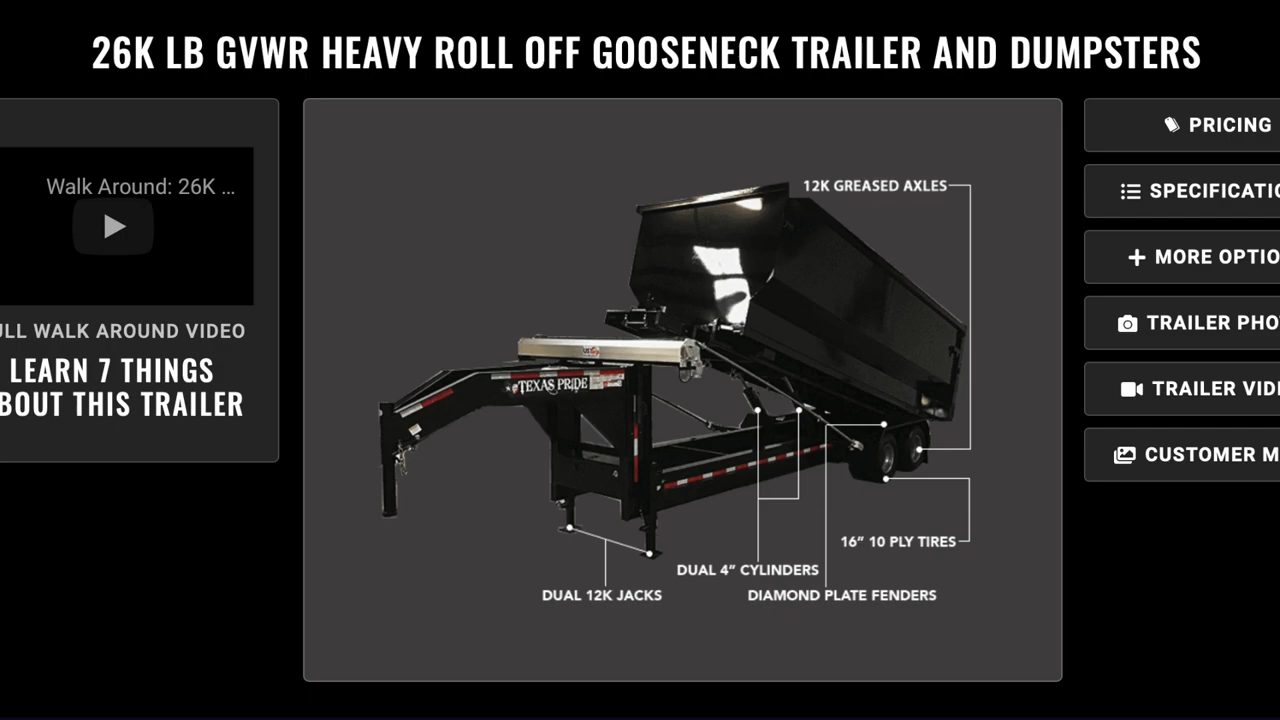 26K LB GVWR HEAVY ROLL OFF GOOSENECK TRAILER AND DUMPSTERS
Walk Around: 26K ...
ULL WALK AROUND VIDEO
LEARN 7 THINGS
BOUT THIS TRAILER
12K GREASED AXLES
TEXAS PRIDE
16" 10 PLY TIRES
DUAL 4" CYLINDERS
DUAL 12K JACKS
DIAMOND PLATE FENDERS
PRICING
SPECIFICATIO
MORE OPTIO
TRAILER PHO
TRAILER VIDE
CUSTOMER M